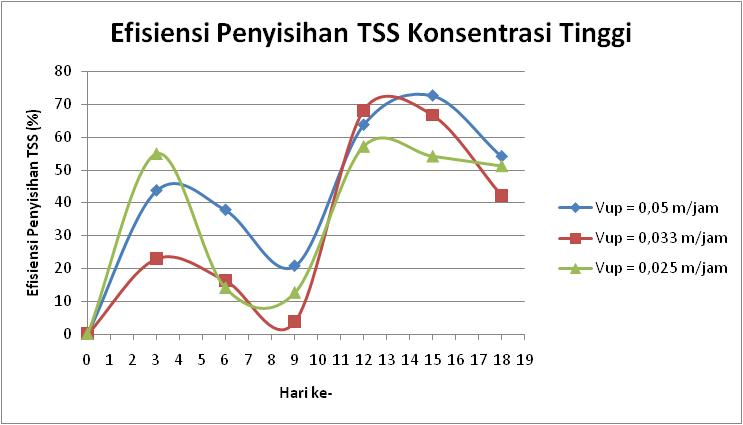 Efisiensi Penyisihan TSS Konsentrasi Tinggi
Efisiensi Penyisihan TSS (%)
80
70
60
50
40
30
20
10
0
0 1 2 3 4 5 6 7 8 9 10 11 12 13 14 15 16 17 18 19
Hari ke-
Vup = 0,05 m/jam
Vup = 0,033 m/jam
Vup = 0,025 m/jam